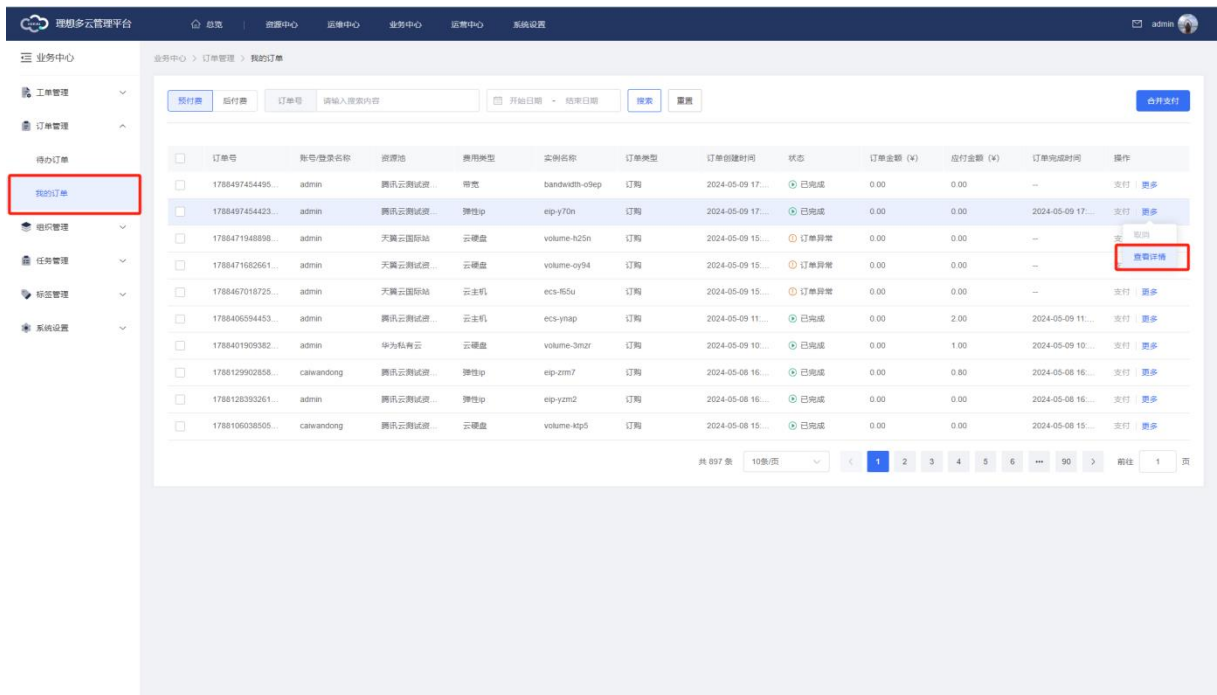 理想多云管理平台 总览 资源中心 运维中心 业务中心 运营中心 系统设置 admin
业务中心
业务中心 > 订单管理 > 我的订单
工单管理
订单管理
待办订单
我的订单
组织管理
任务管理
标签管理
系统设置
预付费 后付费 订单号 请输入搜索内容 开始日期 - 结束日期 搜索 重置 合并支付
订单号 账号/登录名称 资源池 费用类型 实例名称 订单类型 订单创建时间 状态 订单金额 (¥) 应付金额 (¥) 订单完成时间 操作
1788497454495... admin 腾讯云测试资... 带宽 bandwidth-o9ep 订购 2024-05-09 17:... 已完成 0.00 0.00 -- 支付 更多
1788497454423... admin 腾讯云测试资... 弹性ip eip-y70n 订购 2024-05-09 17:... 已完成 0.00 0.00 2024-05-09 17:... 支付 更多
1788471948898... admin 天翼云国际站 云硬盘 volume-h25n 订购 2024-05-09 15:... 订单异常 0.00 0.00 -- 支
取消
1788471682661... admin 天翼云测试资... 云硬盘 volume-oy94 订购 2024-05-09 15:... 订单异常 0.00 0.00 --
查看详情
1788467018725... admin 天翼云国际站 云主机 ecs-f65u 订购 2024-05-09 15:... 订单异常 0.00 0.00 -- 支付 更多
1788406594453... admin 腾讯云测试资... 云主机 ecs-ynap 订购 2024-05-09 11:... 已完成 0.00 2.00 2024-05-09 11:... 支付 更多
1788401909382... admin 华为私有云 云硬盘 volume-3mzr 订购 2024-05-09 10:... 已完成 0.00 1.00 2024-05-09 10:... 支付 更多
1788129902858... caiwandong 腾讯云测试资... 弹性ip eip-zrm7 订购 2024-05-08 16:... 已完成 0.00 0.80 2024-05-08 16:... 支付 更多
1788128393261... admin 腾讯云测试资... 弹性ip eip-yzm2 订购 2024-05-08 16:... 已完成 0.00 0.00 2024-05-08 16:... 支付 更多
1788106038505... caiwandong 腾讯云测试资... 云硬盘 volume-ktp5 订购 2024-05-08 15:... 已完成 0.00 0.00 2024-05-08 15:... 支付 更多
共 897 条 10条/页 < 1 2 3 4 5 6 ••• 90 > 前往 1 页